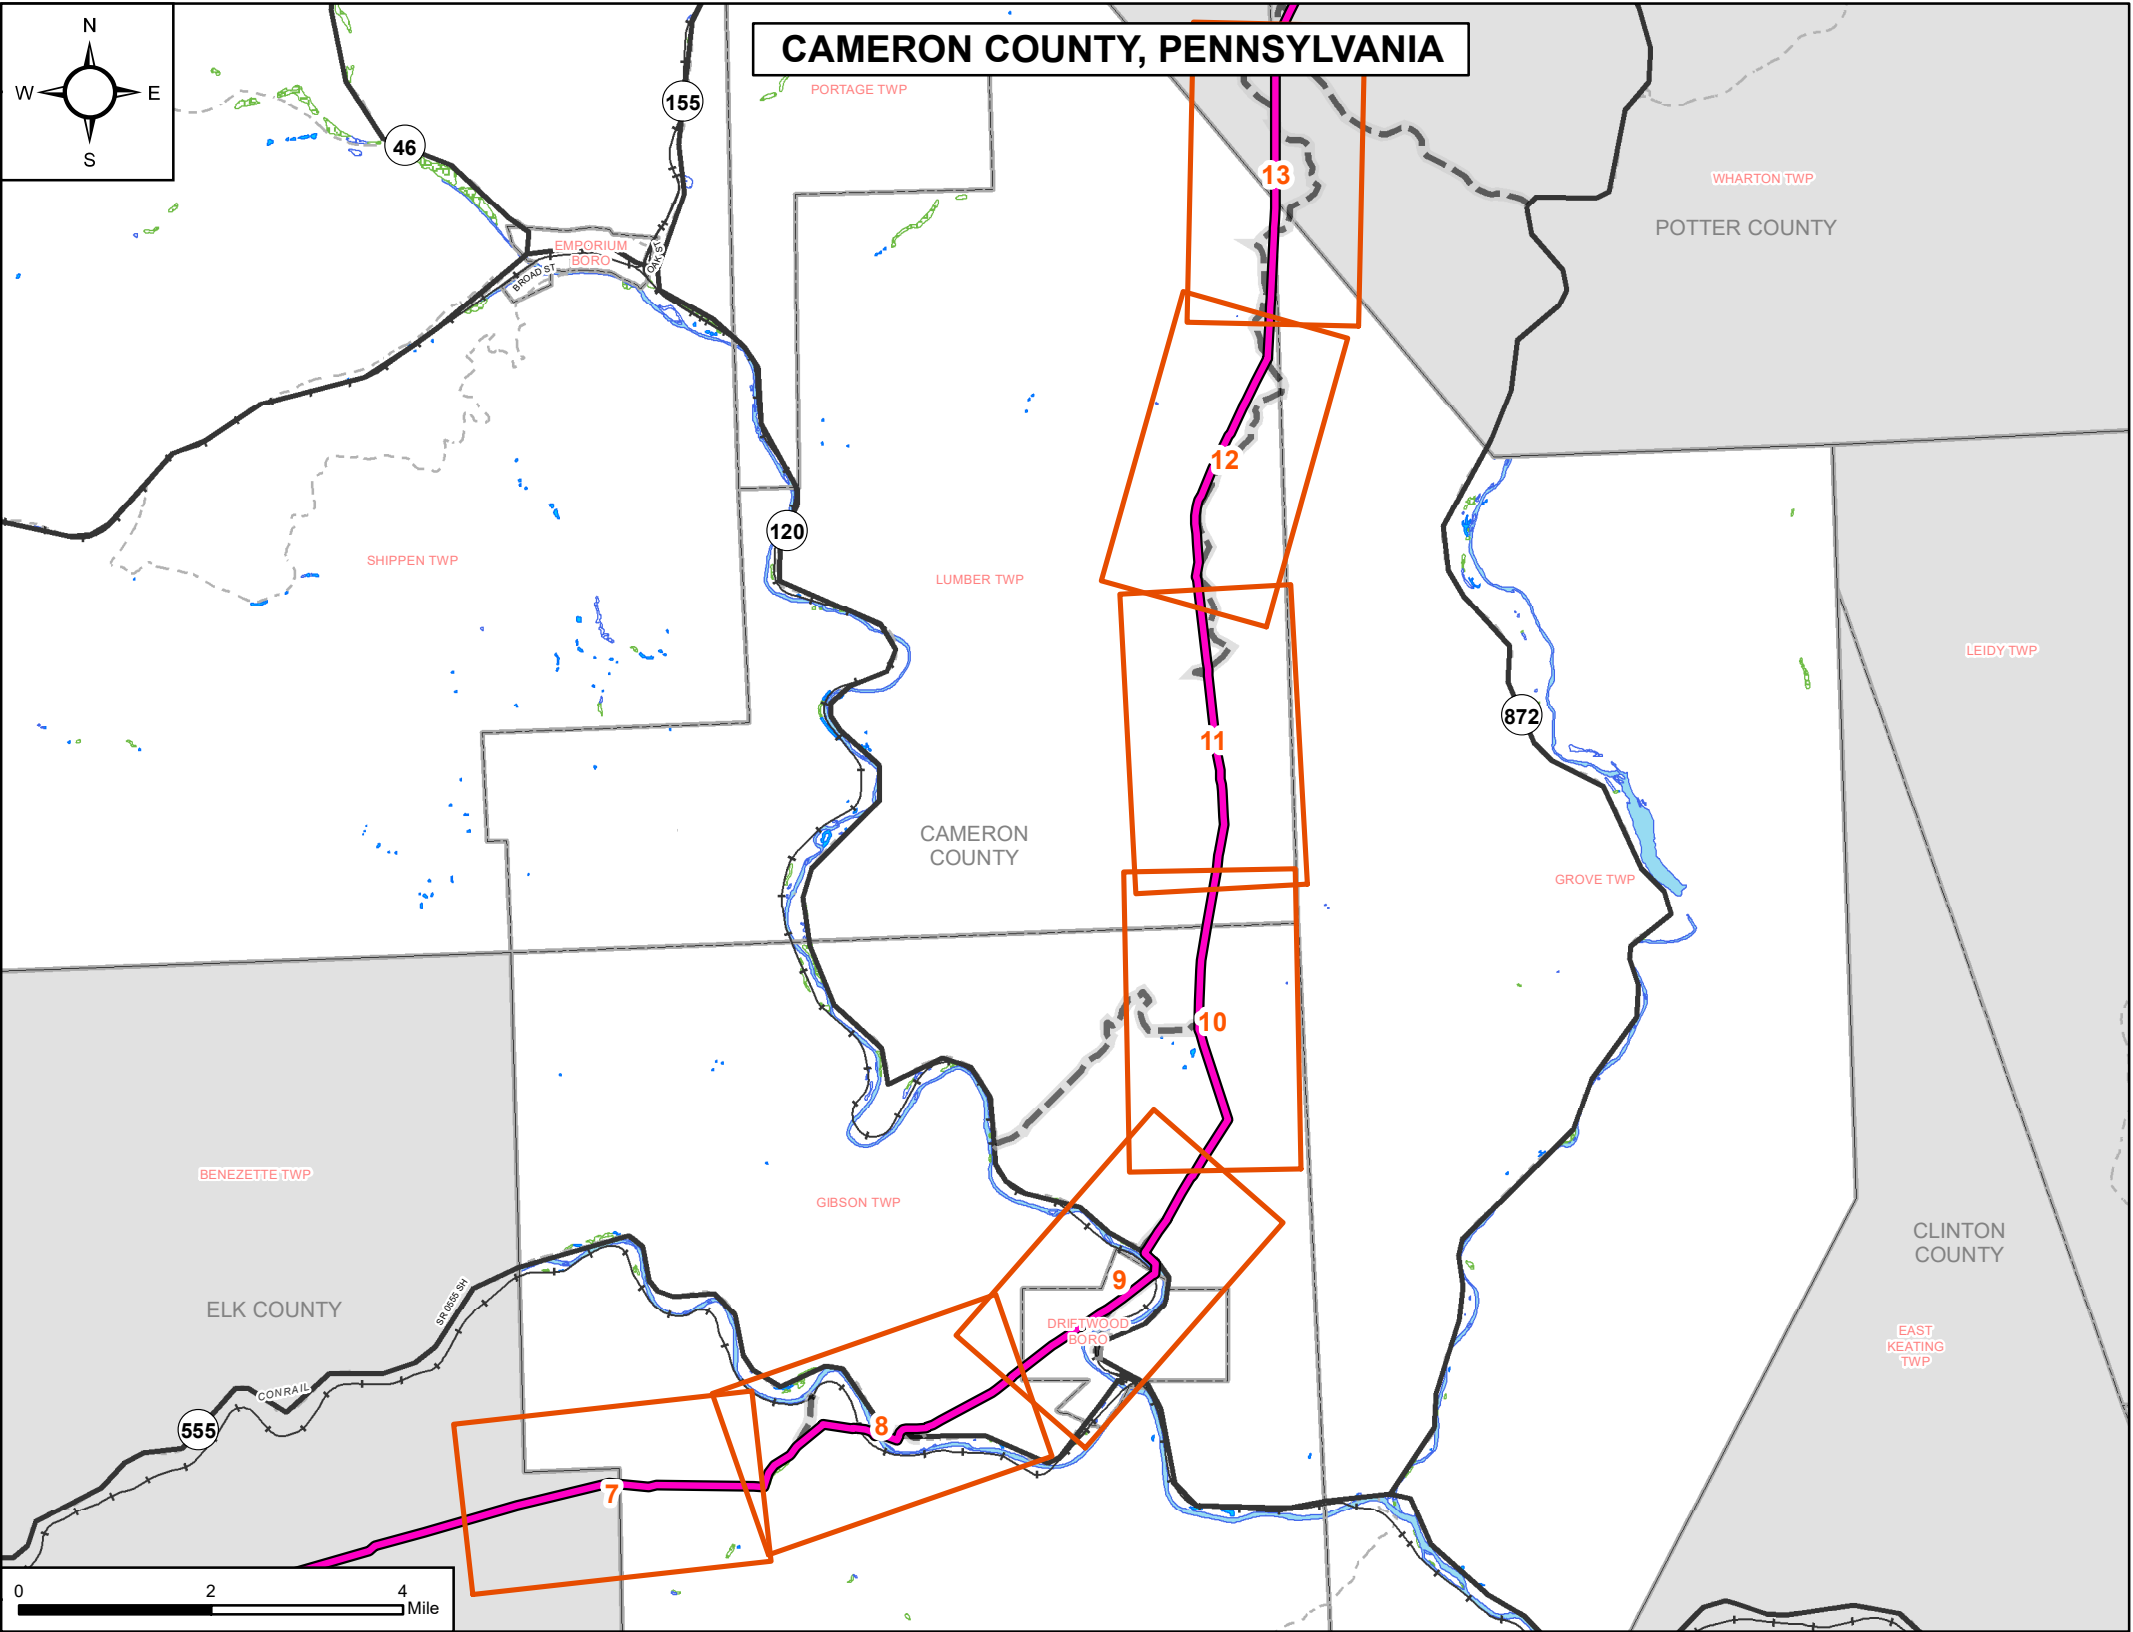 CAMERON COUNTY, PENNSYLVANIA
N
W
E
S
PORTAGE TWP
155
46
13
WHARTON TWP
POTTER COUNTY
EMPORIUM
BORO
OAK ST
BROAD ST
12
120
SHIPPEN TWP
LUMBER TWP
LEIDY TWP
872
11
CAMERON
COUNTY
GROVE TWP
10
BENEZETTE TWP
GIBSON TWP
CLINTON
COUNTY
9
ELK COUNTY
SR 0555 SH
DRIFTWOOD
BORO
EAST
KEATING
TWP
CONRAIL
555
8
7
0
2
4
Mile